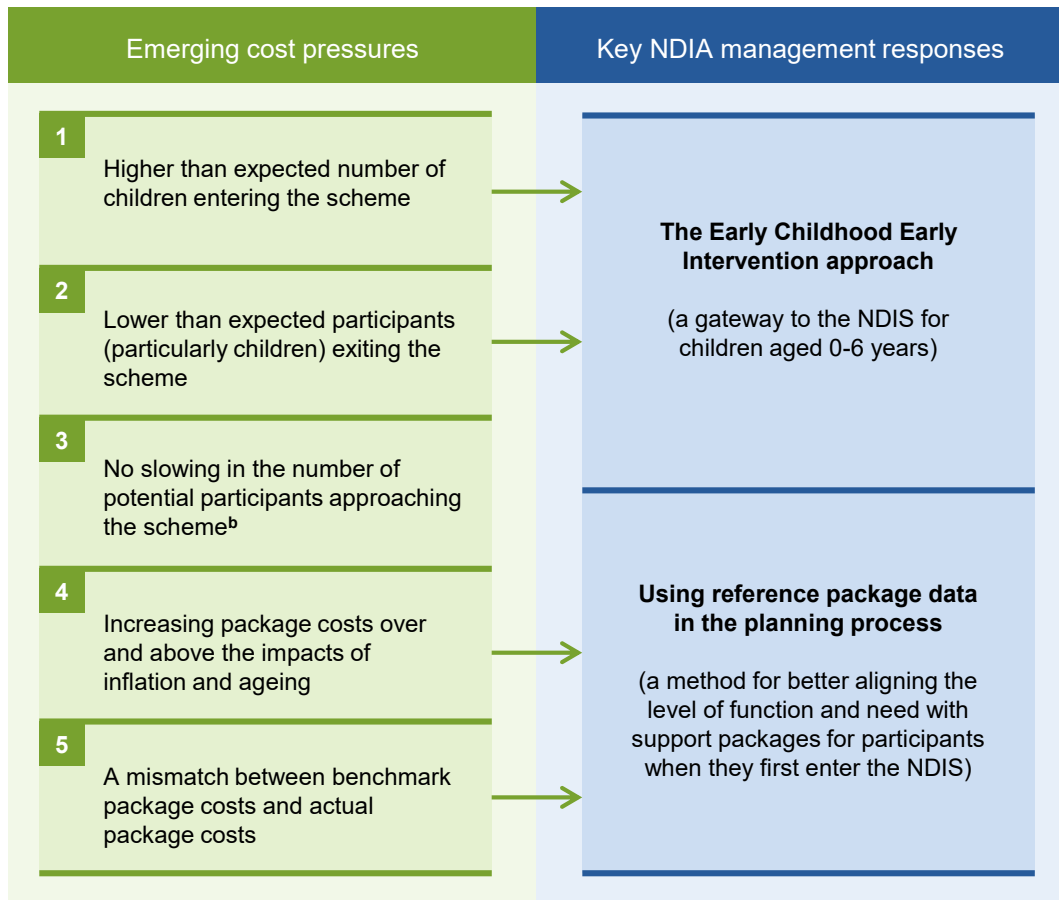 Emerging cost pressures
Key NDIA management responses
1
Higher than expected number of
children entering the scheme
2
Lower than expected participants
(particularly children) exiting the
scheme
3
No slowing in the number of
potential participants approaching
the schemeᵇ
4
Increasing package costs over
and above the impacts of
inflation and ageing
5
A mismatch between benchmark
package costs and actual
package costs
The Early Childhood Early
Intervention approach
(a gateway to the NDIS for
children aged 0-6 years)
Using reference package data
in the planning process
(a method for better aligning the
level of function and need with
support packages for participants
when they first enter the NDIS)